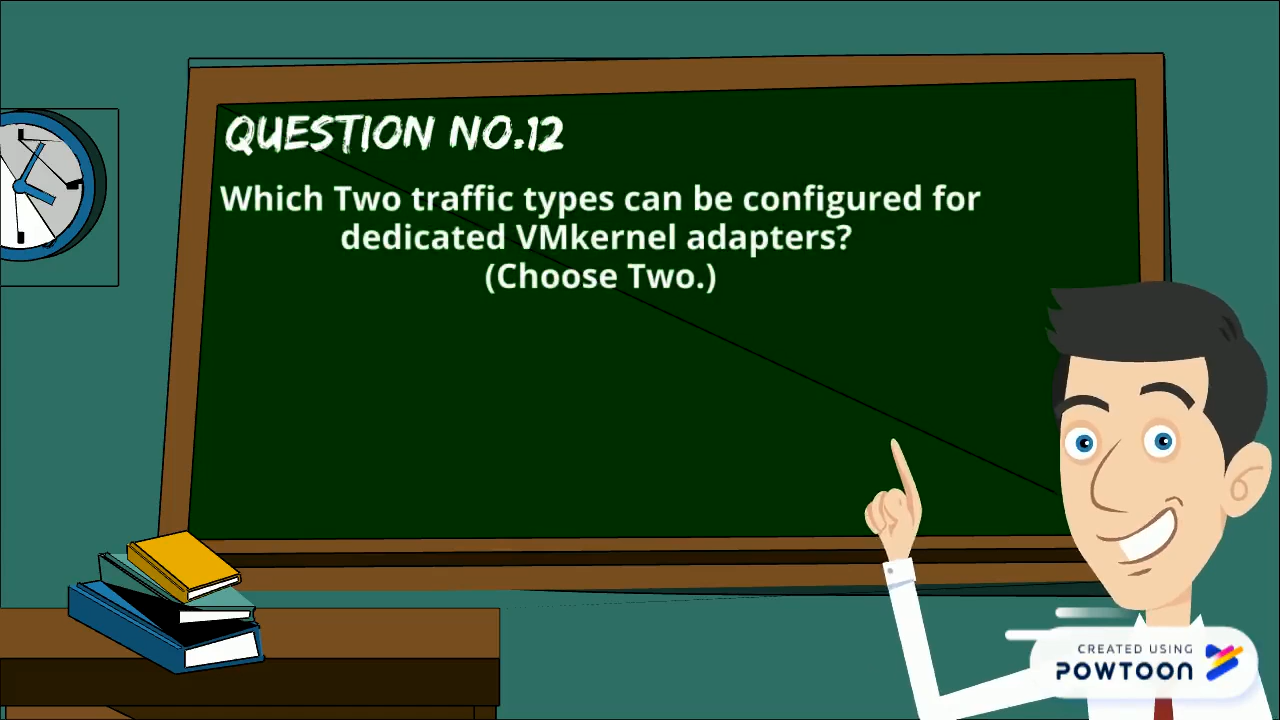 QUESTION NO.12
Which Two traffic types can be configured for
dedicated VMkernel adapters?
(Choose Two.)
CREATED USING
POWTOON